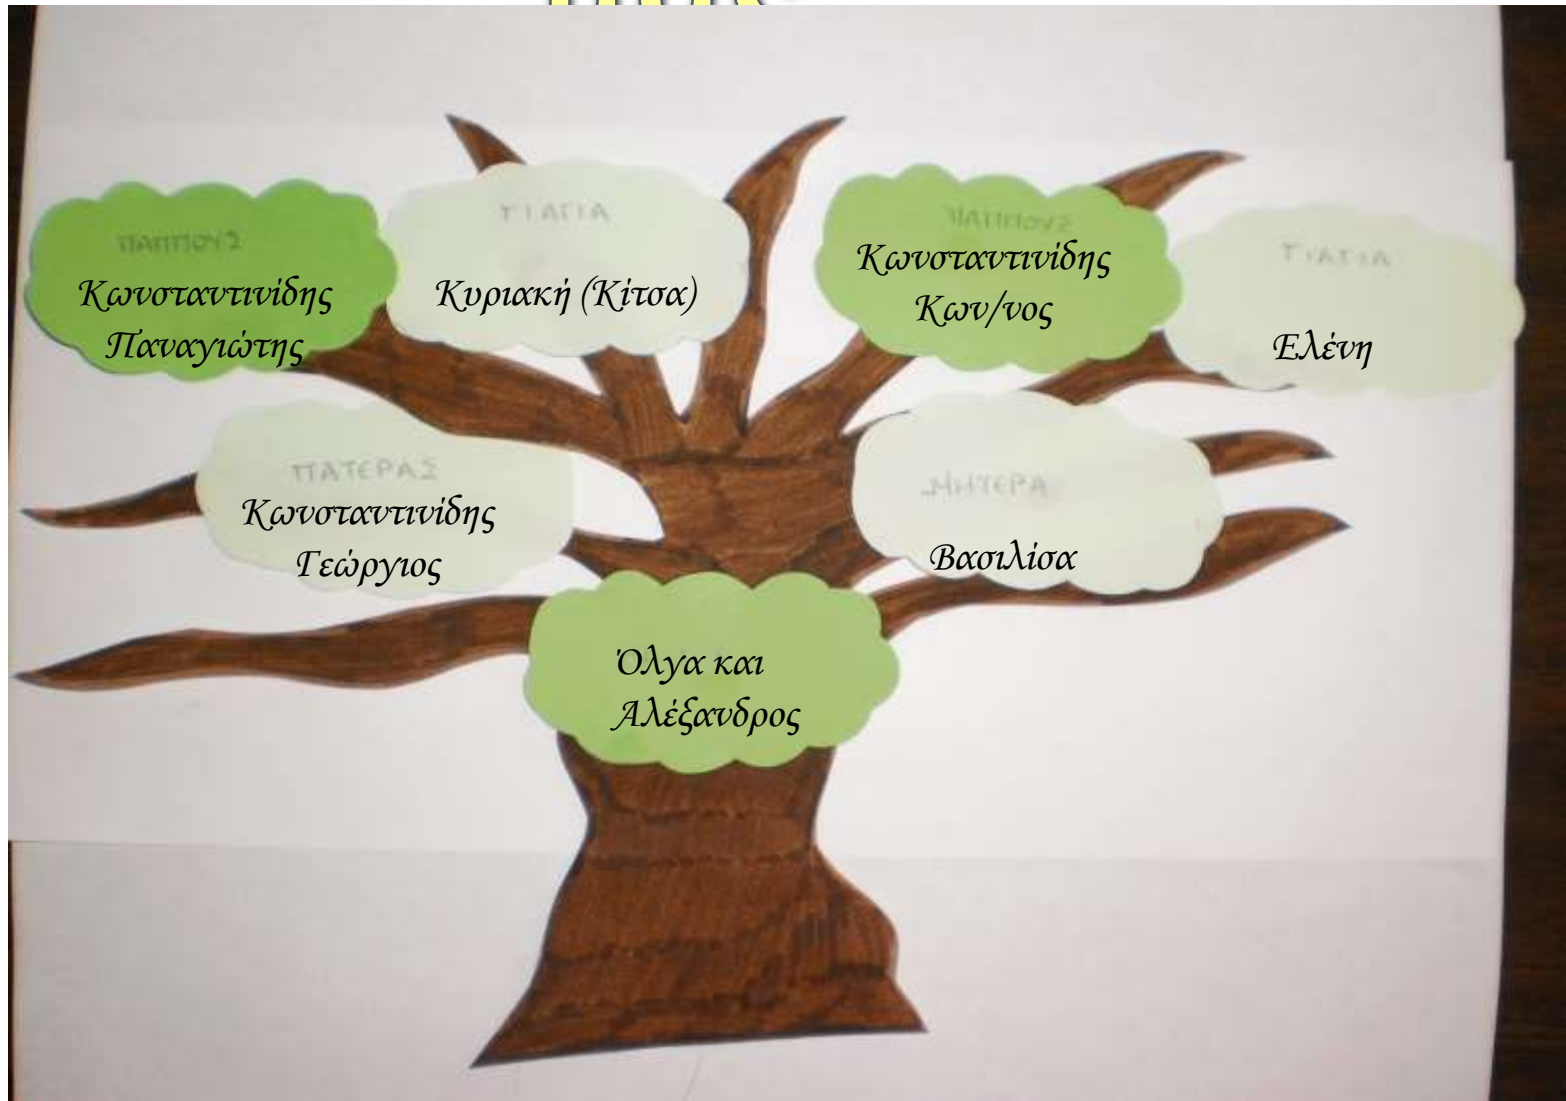 ΠΑΠΠΟΥΣ
Κωνσταντινίδης
Παναγιώτης
ΓΙΑΓΙΑ
Κυριακή (Κίτσα)
ΠΑΠΠΟΥΣ
Κωνσταντινίδης
Κων/νος
ΓΙΑΓΙΑ
Ελένη
ΠΑΤΕΡΑΣ
Κωνσταντινίδης
Γεώργιος
ΜΗΤΕΡΑ
Βασιλίσα
Όλγα και
Αλέξανδρος